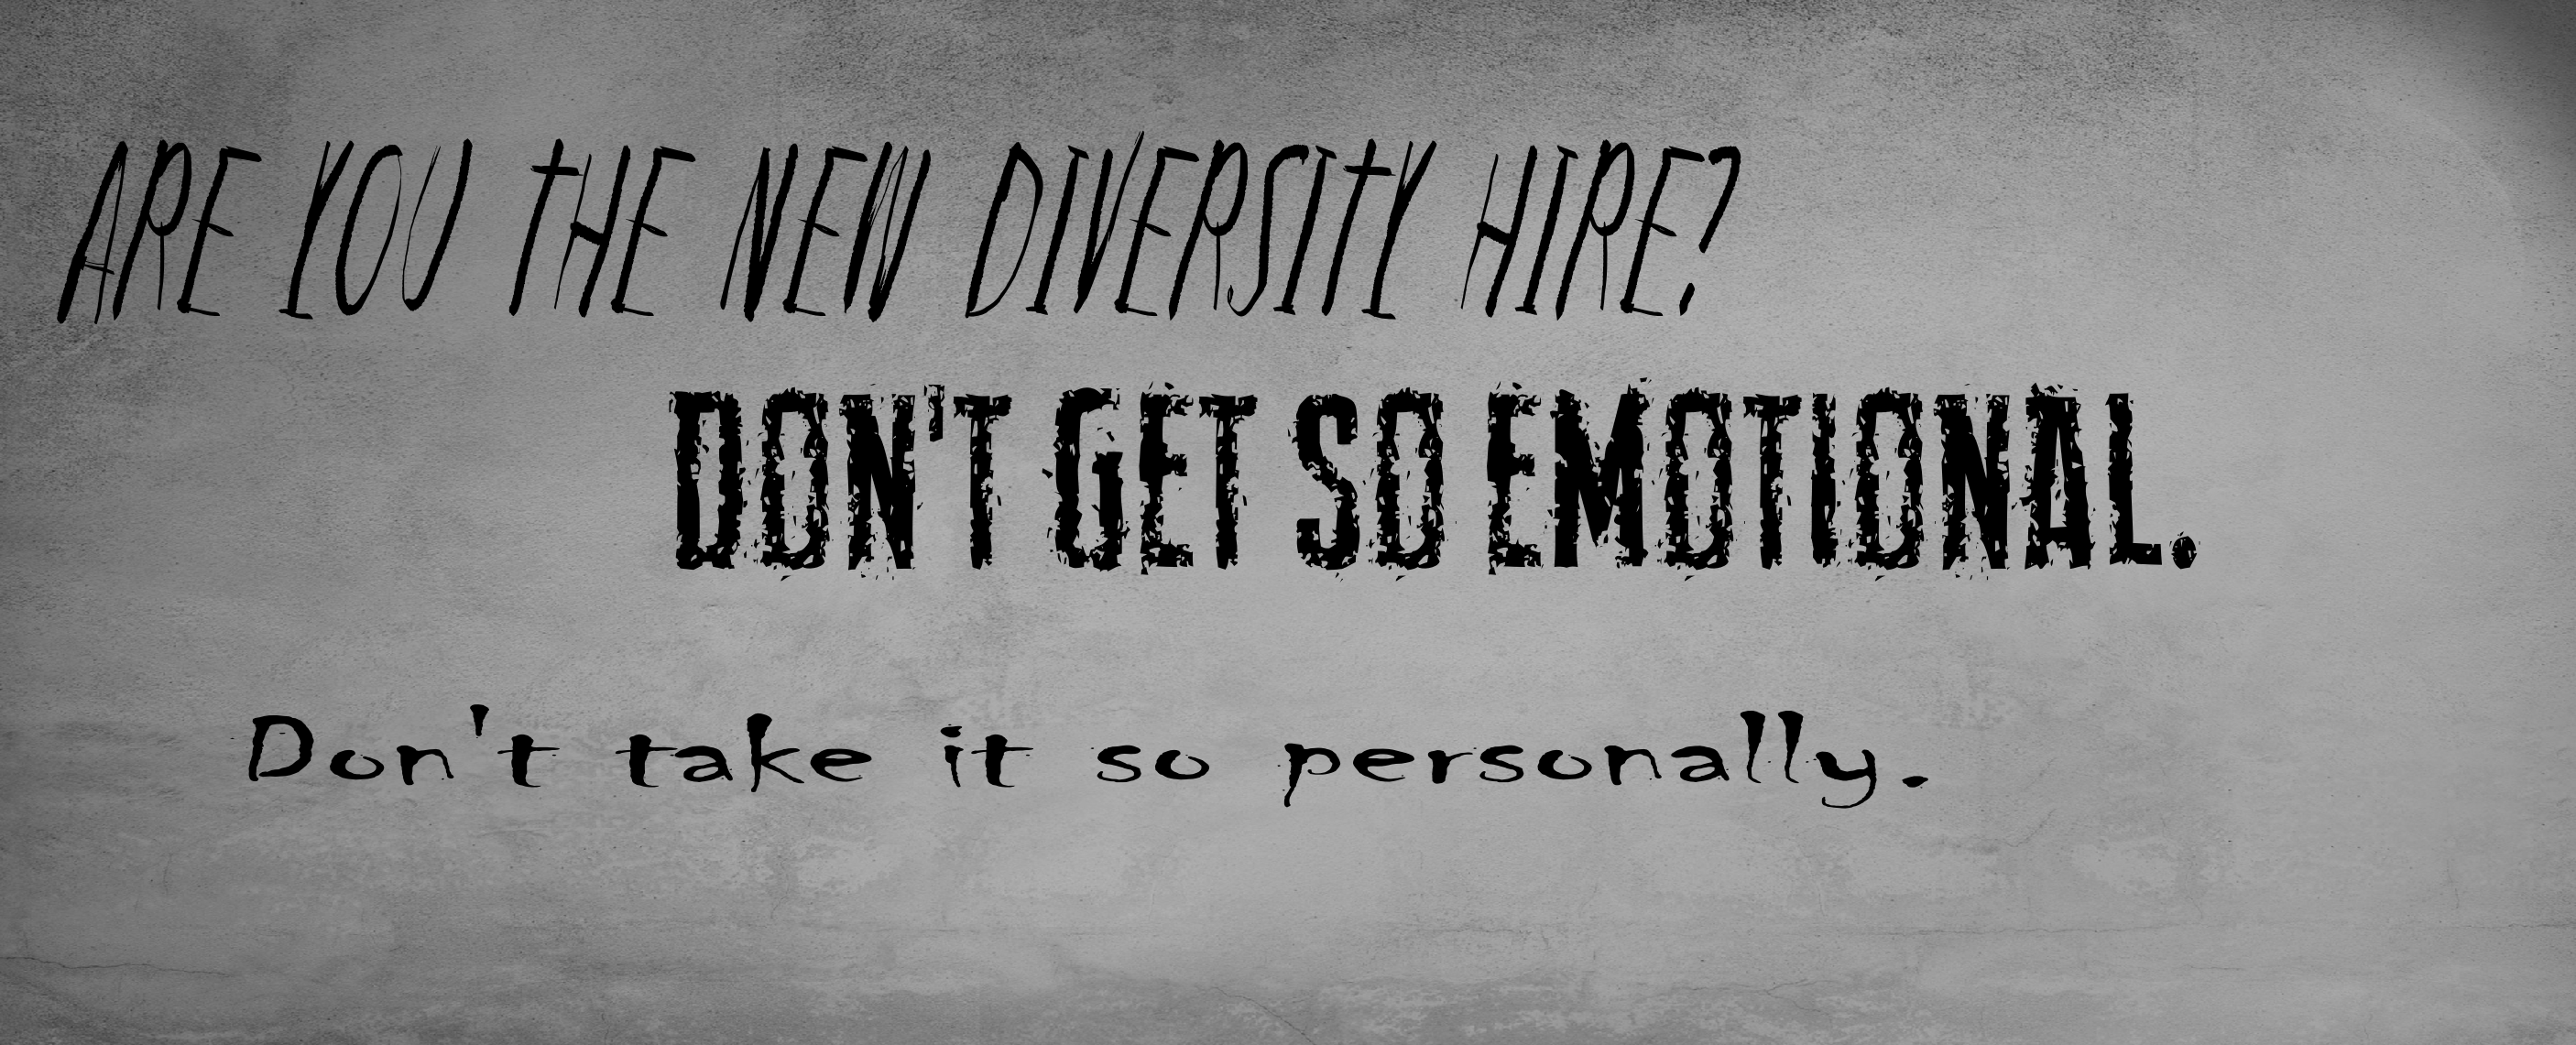 ARE YOU THE NEW DIVERSITY HIRE?
DON'T GET SO EMOTIONAL.
Don't take it so personally.